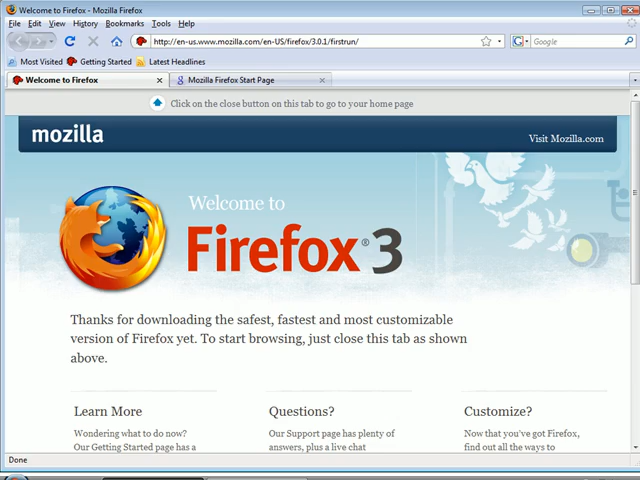 Welcome to Firefox - Mozilla Firefox
File Edit View History Bookmarks Tools Help
http://en-us.www.mozilla.com/en-US/firefox/3.0.1/firstrun/
G Google
Most Visited Getting Started Latest Headlines
Welcome to Firefox Mozilla Firefox Start Page
Click on the close button on this tab to go to your home page
mozilla
Visit Mozilla.com
Welcome to
Firefox® 3
Thanks for downloading the safest, fastest and most customizable
version of Firefox yet. To start browsing, just close this tab as shown
above.
Learn More
Wondering what to do now?
Our Getting Started page has a
Questions?
Our Support page has plenty of
answers, plus a live chat
Customize?
Now that you've got Firefox,
find out all the ways to
Done